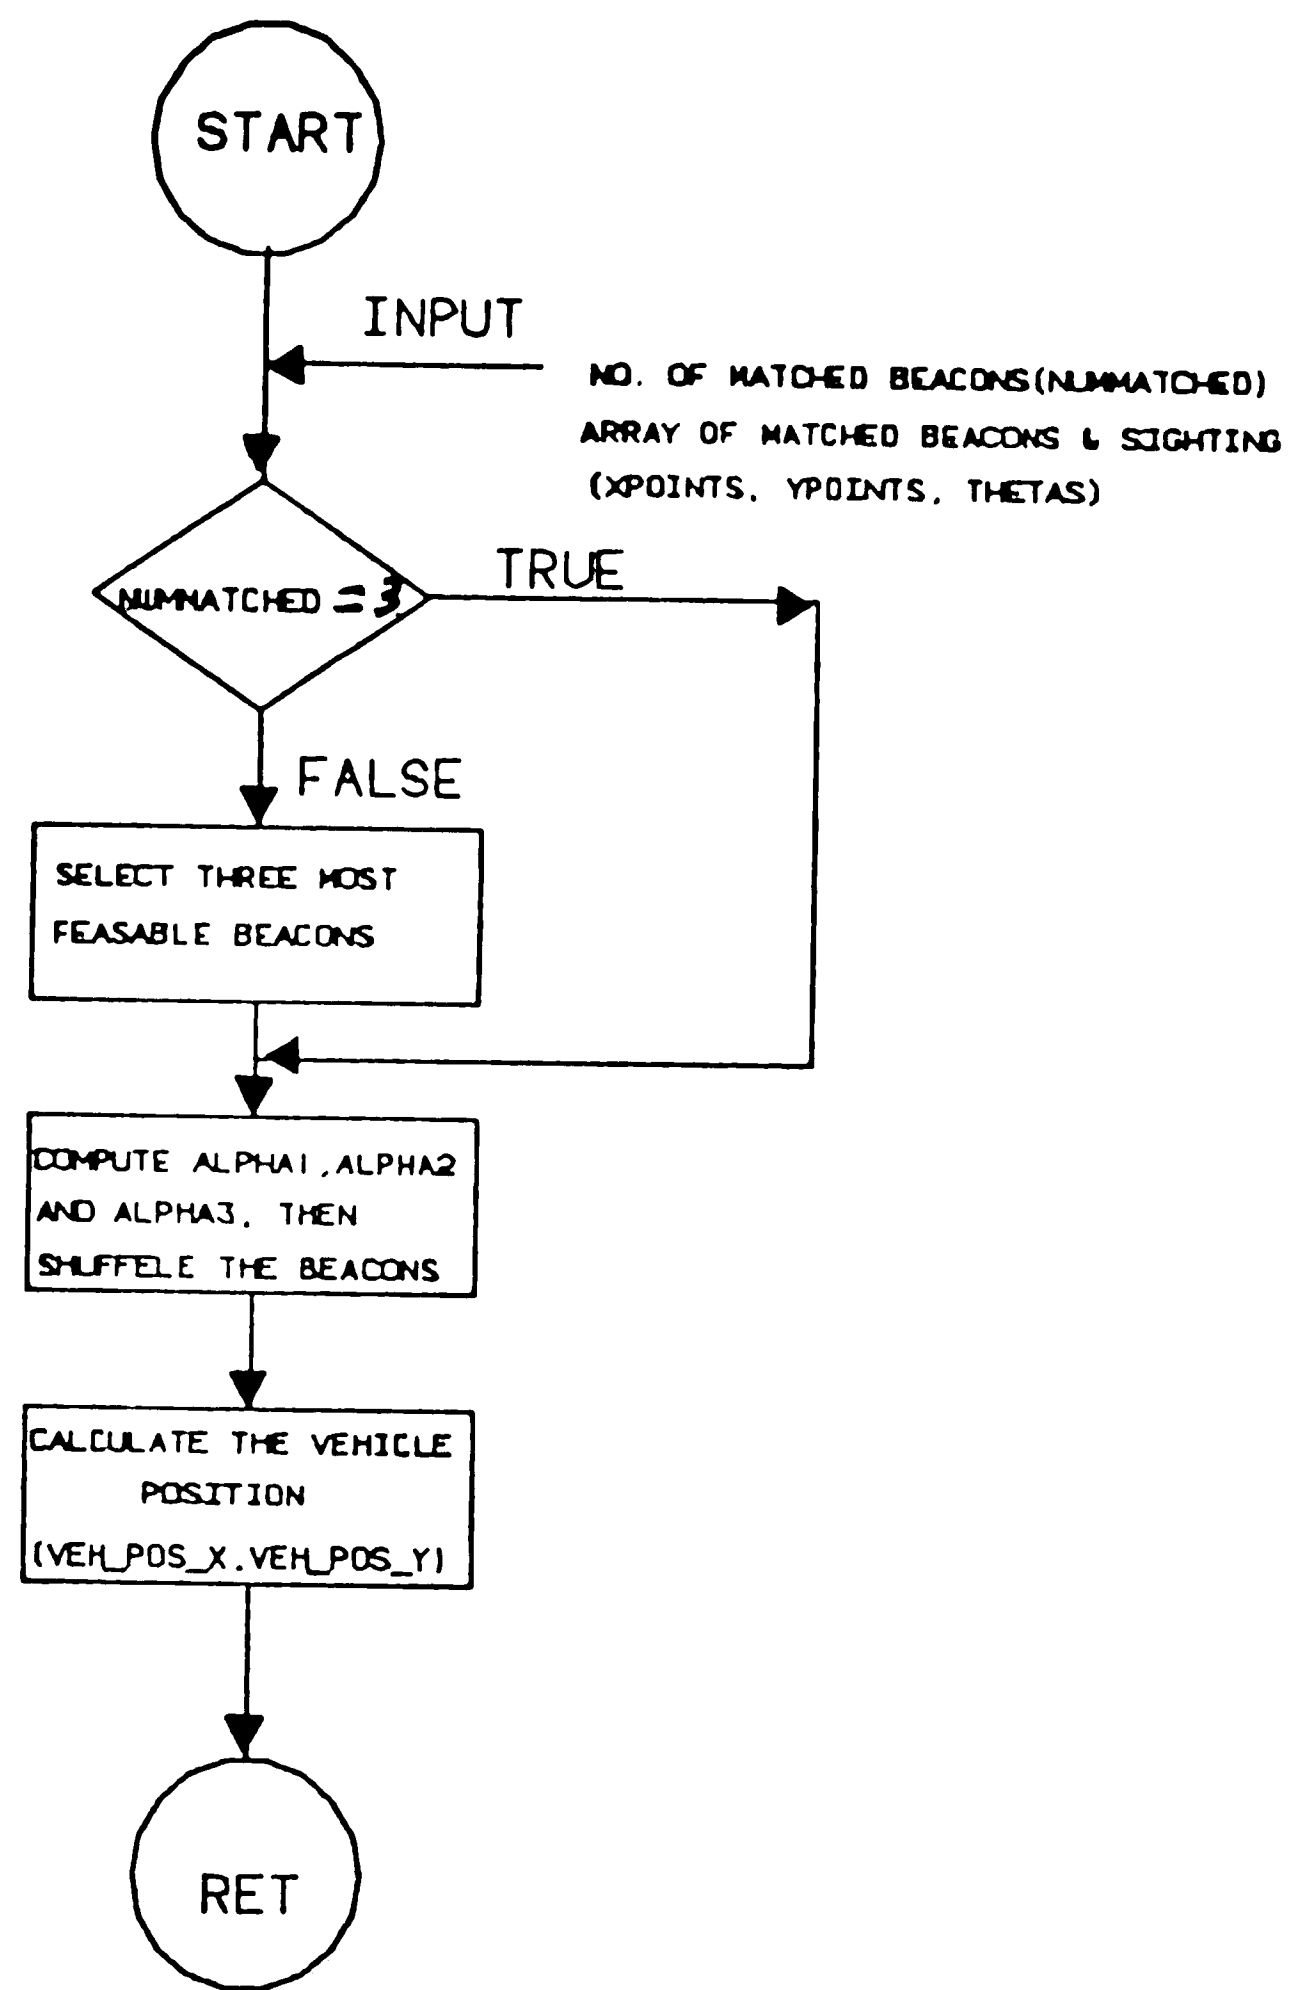 START
INPUT
NO. OF MATCHED BEACONS(NUMMATCHED)
ARRAY OF MATCHED BEACONS & SIGHTING
(XPOINTS, YPOINTS, THETAS)
TRUE
NUMMATCHED = 3
FALSE
SELECT THREE MOST
FEASABLE BEACONS
COMPUTE ALPHA1,ALPHA2
AND ALPHA3, THEN
SHUFFELE THE BEACONS
CALCULATE THE VEHICLE
POSITION
(VEH_POS_X,VEH_POS_Y)
RET